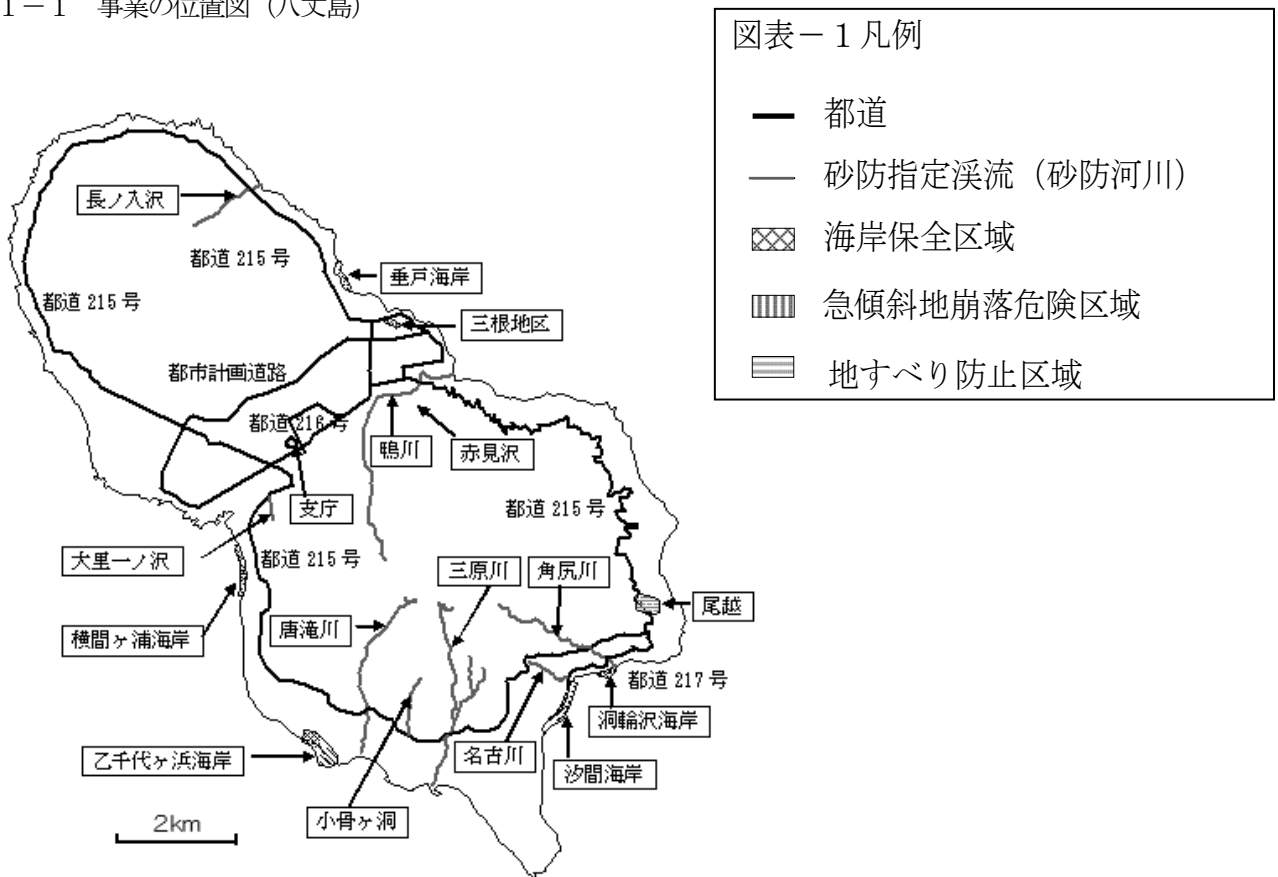 1－1　事業の位置図（八丈島）
図表－１凡例
都道
砂防指定渓流（砂防河川）
海岸保全区域
急傾斜地崩落危険区域
地すべり防止区域
長ノ入沢
都道 215 号
垂戸海岸
都道 215 号
三根地区
都市計画道路
都道 216 号
鴨川
赤見沢
支庁
都道 215 号
大里一ノ沢
都道 215 号
三原川
角尻川
尾越
唐滝川
横間ヶ浦海岸
都道 217 号
洞輪沢海岸
名古川
乙千代ヶ浜海岸
汐間海岸
小骨ヶ洞
2km